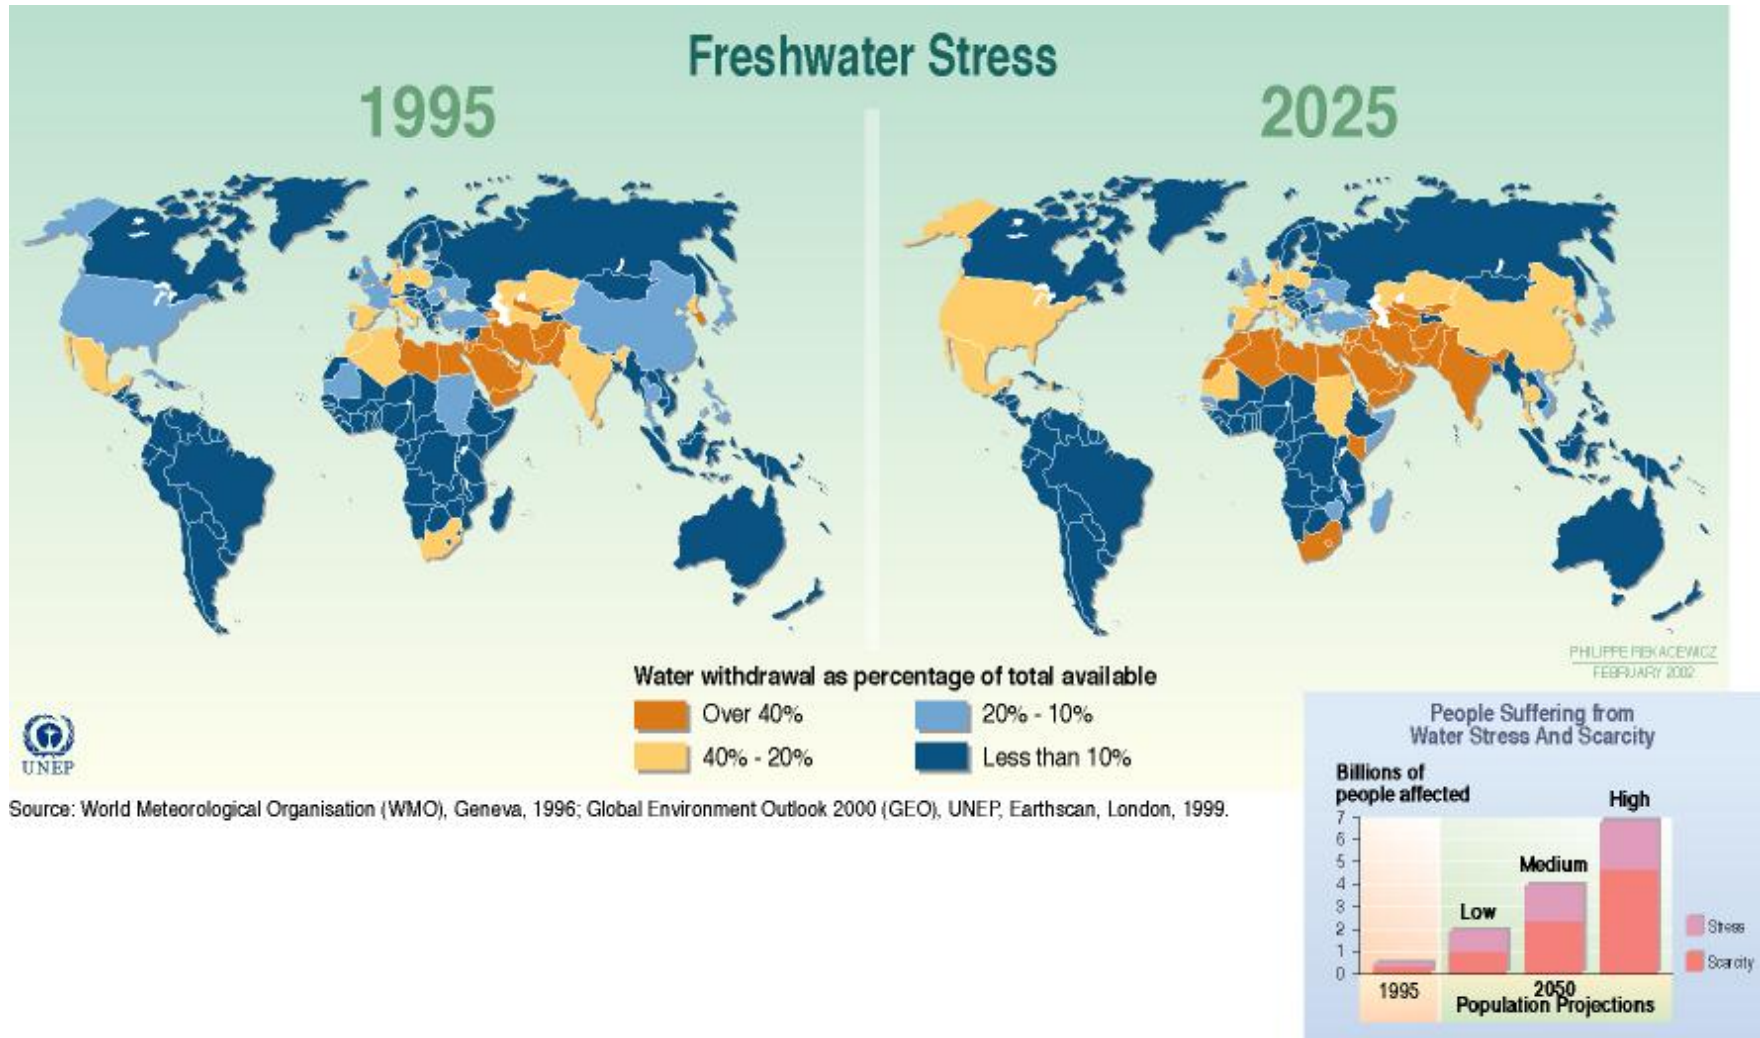 Freshwater Stress
1995
2025
PHILIPPE REKACEWICZ
FEBRUARY 2002
Water withdrawal as percentage of total available
Over 40%
20% - 10%
40% - 20%
Less than 10%
UNEP
Source: World Meteorological Organisation (WMO), Geneva, 1996; Global Environment Outlook 2000 (GEO), UNEP, Earthscan, London, 1999.
People Suffering from
Water Stress And Scarcity
Billions of
people affected
High
7
6
5
Medium
4
3
Low
2
Stress
1
Scarcity
0
1995
2050
Population Projections